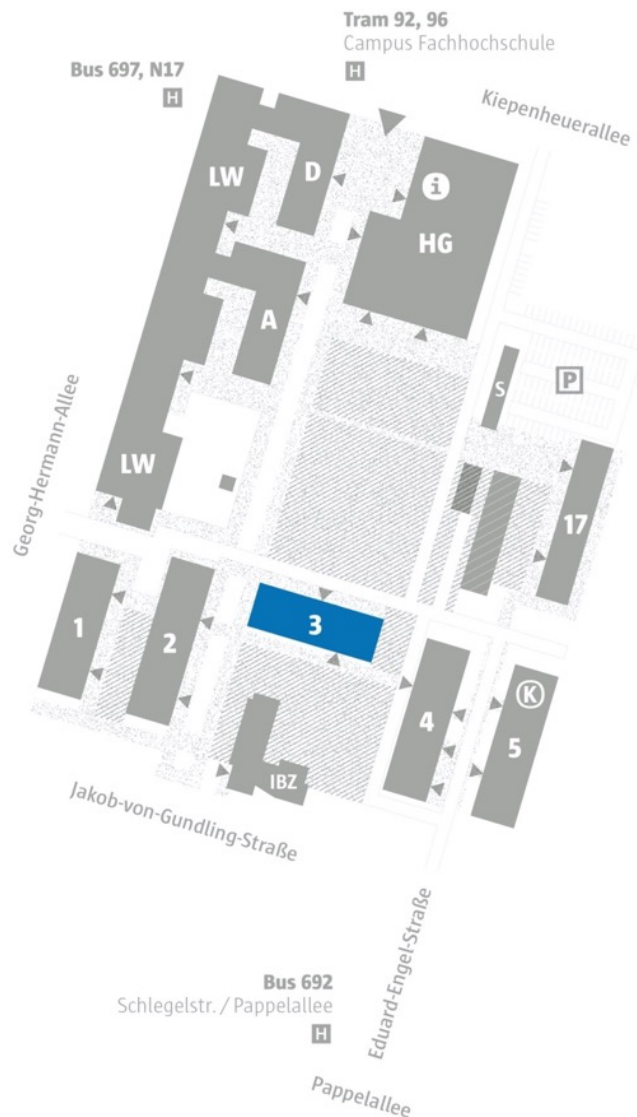 Tram 92, 96
Campus Fachhochschule
H
Bus 697, N17
H
Kiepenheuerallee
LW
D
i
HG
A
S
P
Georg-Hermann-Allee
LW
17
1
2
3
4
K
5
IBZ
Jakob-von-Gundling-Straße
Eduard-Engel-Straße
Bus 692
Schlegelstr. / Pappelallee
H
Pappelallee